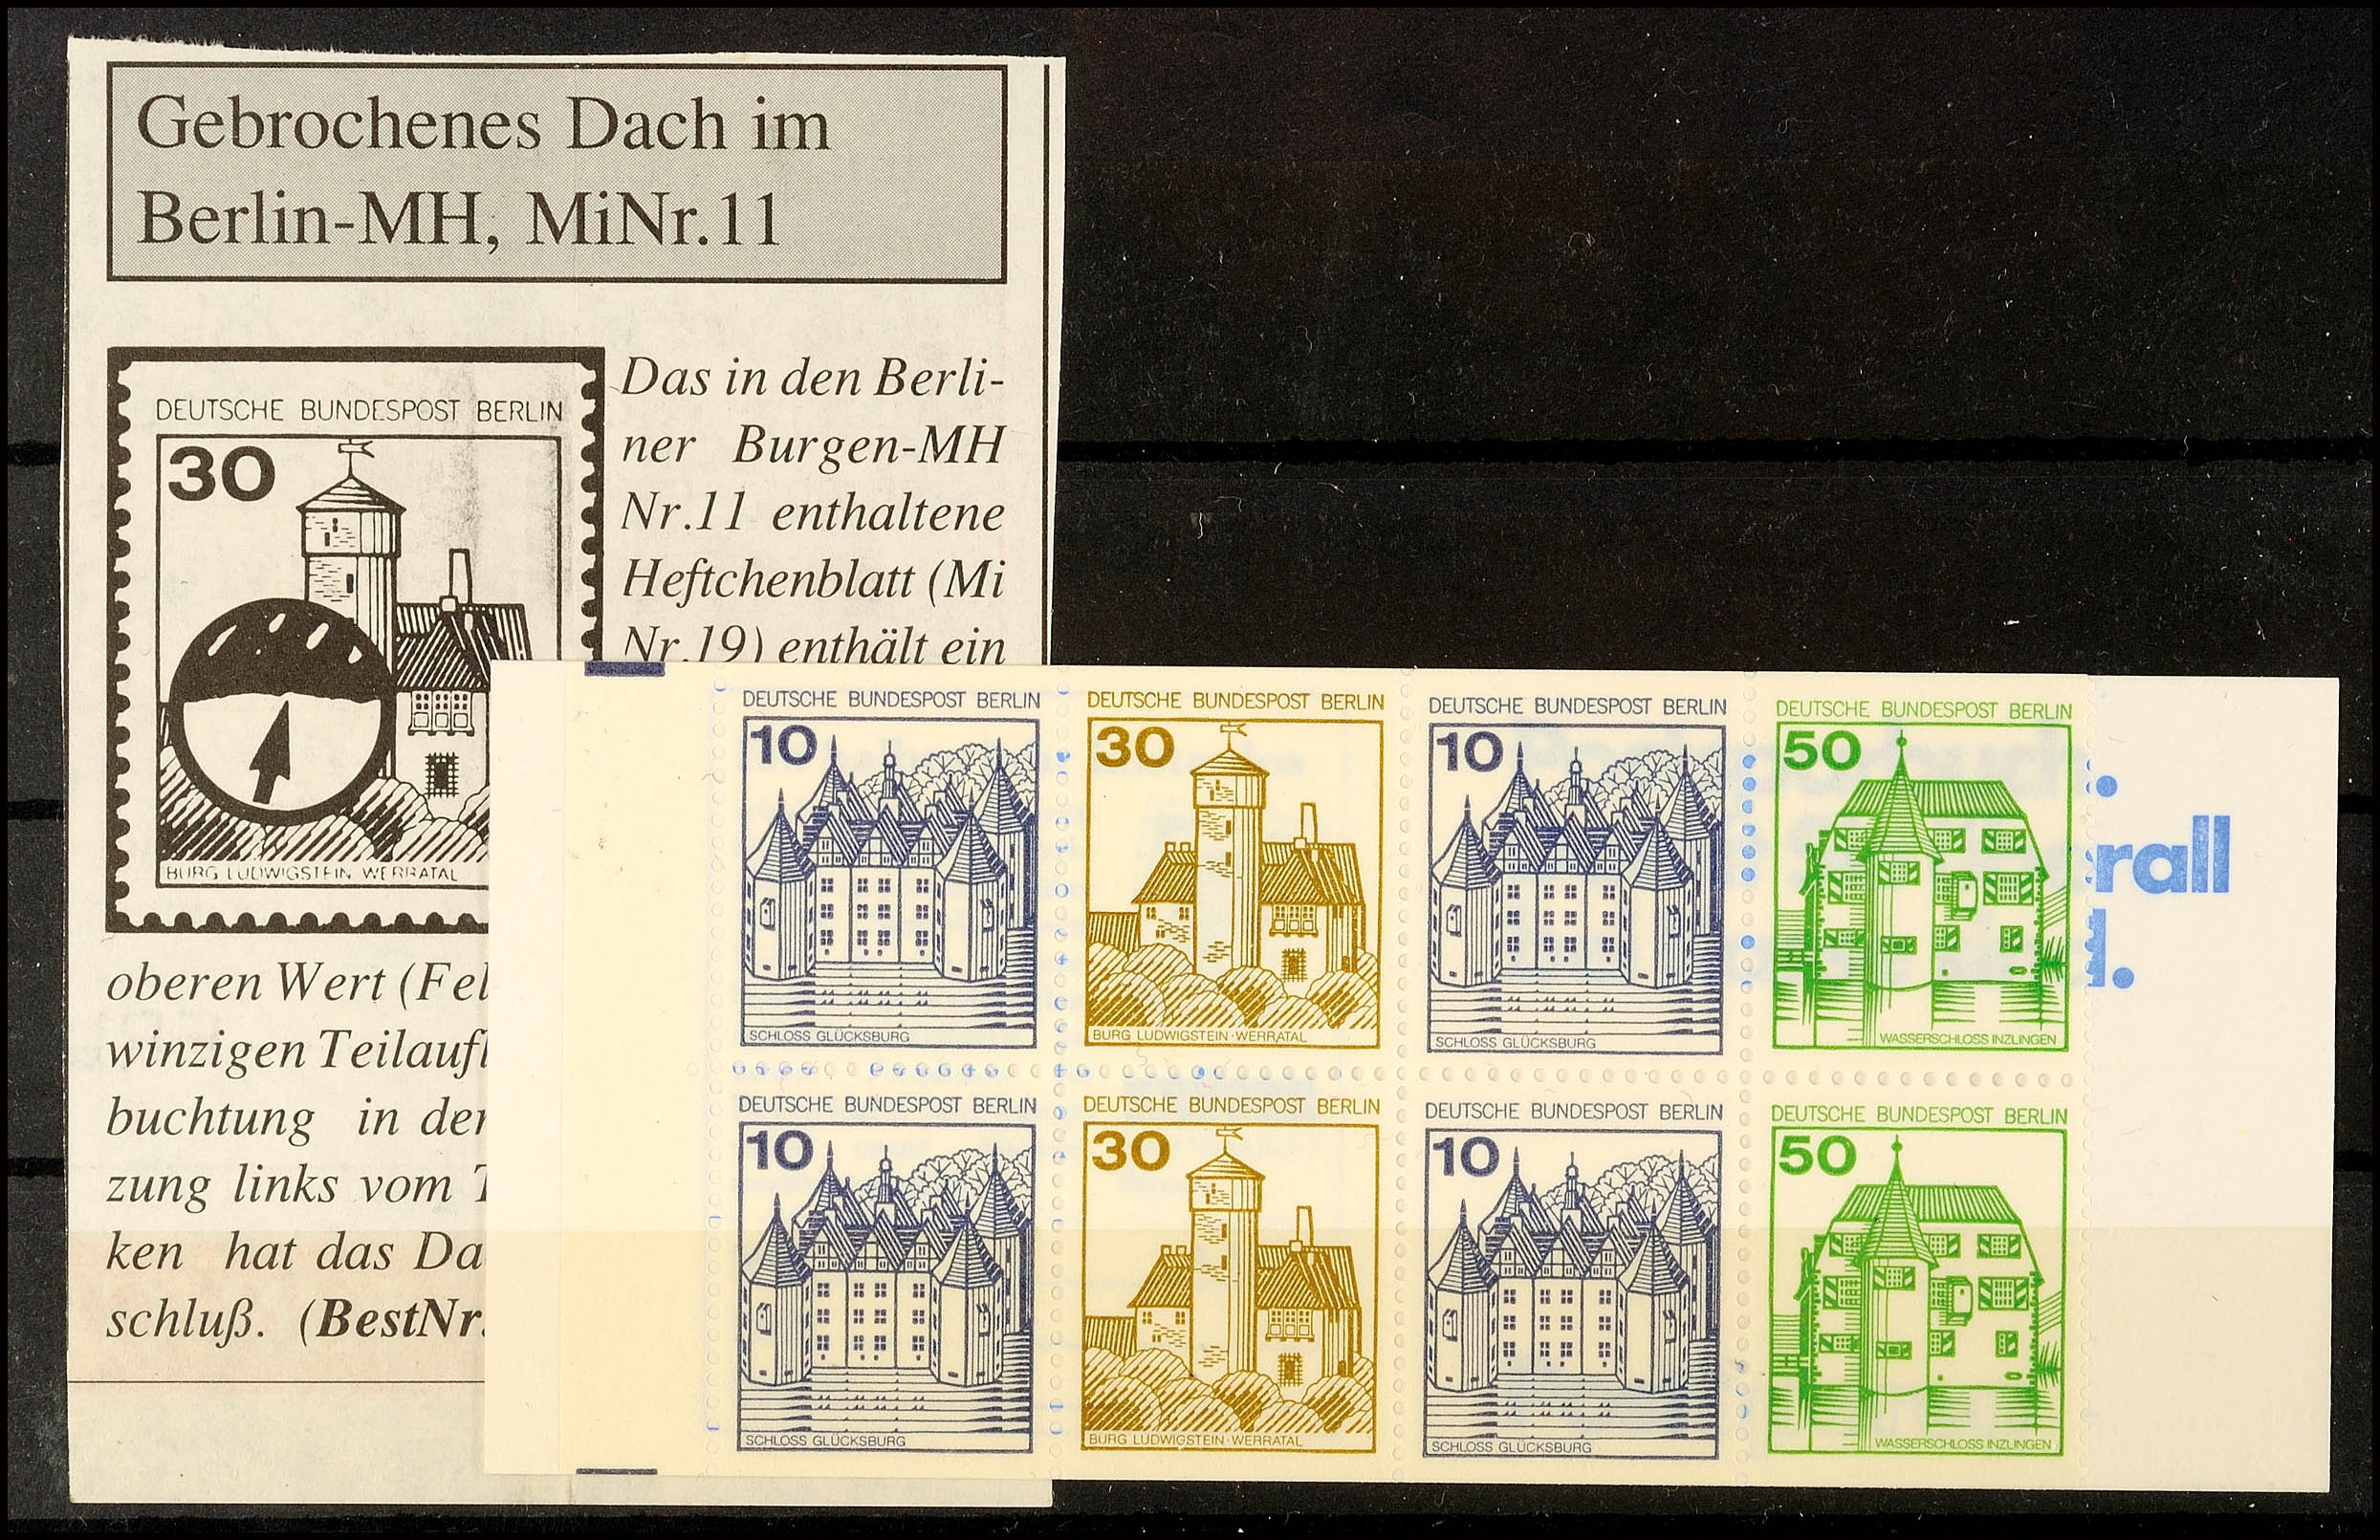 Gebrochenes Dach im
Berlin-MH, MiNr.11
DEUTSCHE BUNDESPOST BERLIN
30
BURG LUDWIGSTEIN WERRATAL
Das in den Berli-
ner Burgen-MH
Nr.11 enthaltene
Heftchenblatt (Mi
Nr.19) enthält ein
oberen Wert (Fel
winzigen Teilaufl
buchtung in der
zung links vom T
ken hat das Da
schluß. (BestNr.
DEUTSCHE BUNDESPOST BERLIN
10
SCHLOSS GLÜCKSBURG
DEUTSCHE BUNDESPOST BERLIN
30
BURG LUDWIGSTEIN·WERRATAL
DEUTSCHE BUNDESPOST BERLIN
10
SCHLOSS GLÜCKSBURG
DEUTSCHE BUNDESPOST BERLIN
50
WASSERSCHLOSS INZLINGEN
rall
l.
DEUTSCHE BUNDESPOST BERLIN
10
SCHLOSS GLÜCKSBURG
DEUTSCHE BUNDESPOST BERLIN
30
BURG LUDWIGSTEIN·WERRATAL
DEUTSCHE BUNDESPOST BERLIN
10
SCHLOSS GLÜCKSBURG
DEUTSCHE BUNDESPOST BERLIN
50
WASSERSCHLOSS INZLINGEN